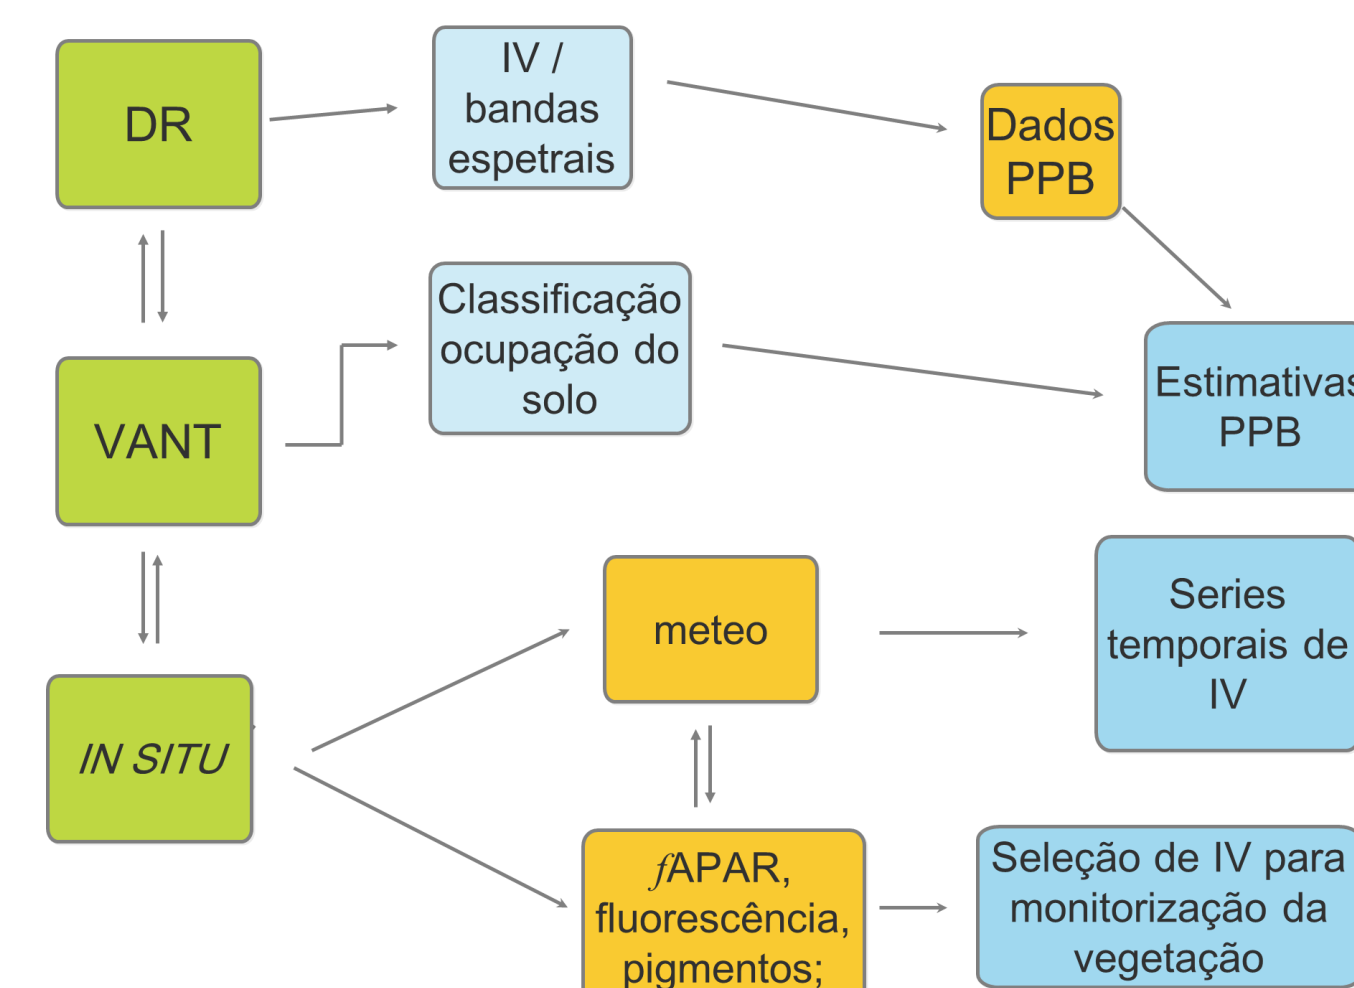 DR
IV /
bandas
espetrais
Dados
PPB
Classificação
ocupação do
solo
VANT
Estimativas
PPB
meteo
Series
temporais de
IV
IN SITU
fAPAR,
fluorescência,
pigmentos;
Seleção de IV para
monitorização da
vegetação